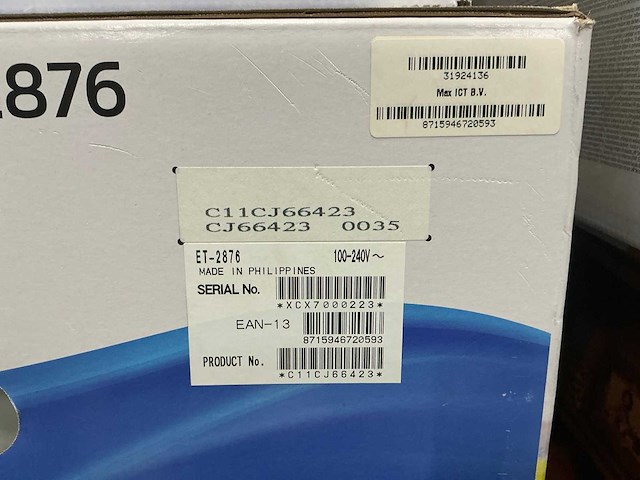 2876
31924136
Max ICT B.V.
8715946720593
C11CJ66423
CJ66423 0035
ET-2876 100-240V～
MADE IN PHILIPPINES
SERIAL No.
*XCX7000223*
EAN-13
8715946720593
PRODUCT No.
*C11CJ66423*